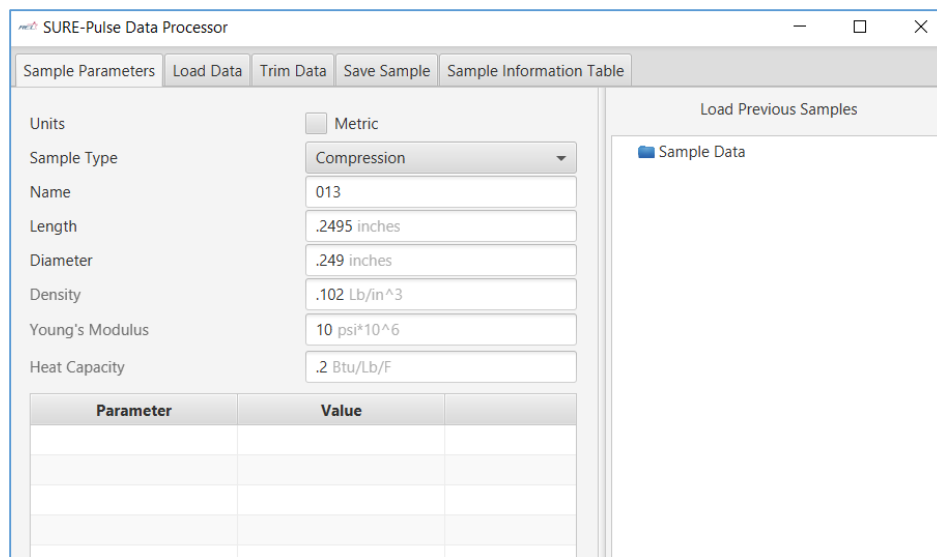 SURE-Pulse Data Processor
Sample Parameters Load Data Trim Data Save Sample Sample Information Table
Load Previous Samples
Sample Data
Units Metric
Sample Type Compression
Name 013
Length .2495 inches
Diameter .249 inches
Density .102 Lb/in^3
Young's Modulus 10 psi*10^6
Heat Capacity .2 Btu/Lb/F
Parameter Value